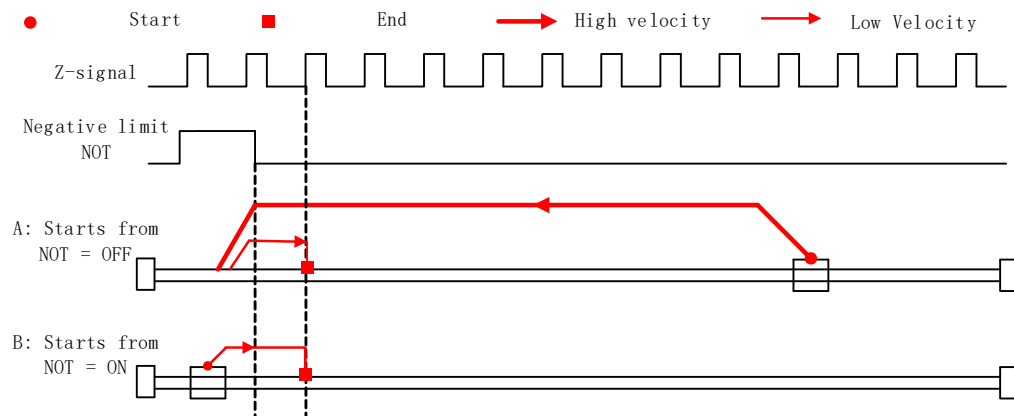 Start End High velocity Low Velocity
Z-signal
Negative limit
NOT
A: Starts from
NOT = OFF
B: Starts from
NOT = ON